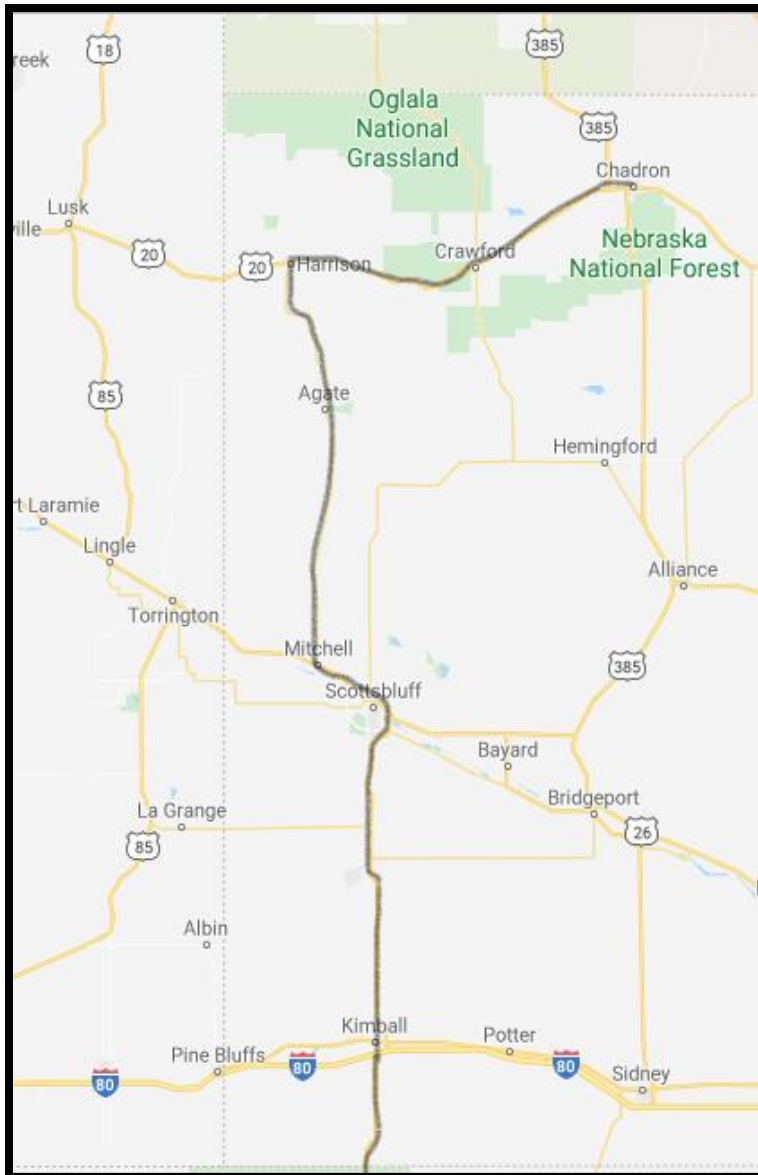 18
385
reek
Oglala
National
Grassland
385
Chadron
Lusk
ville
20
20
Harrison
Crawford
Nebraska
National Forest
85
Agate
Hemingford
rt Laramie
Lingle
Alliance
Torrington
Mitchell
385
Scottsbluff
Bayard
Bridgeport
La Grange
26
85
Albin
Kimball
Potter
Pine Bluffs
80
80
80
Sidney